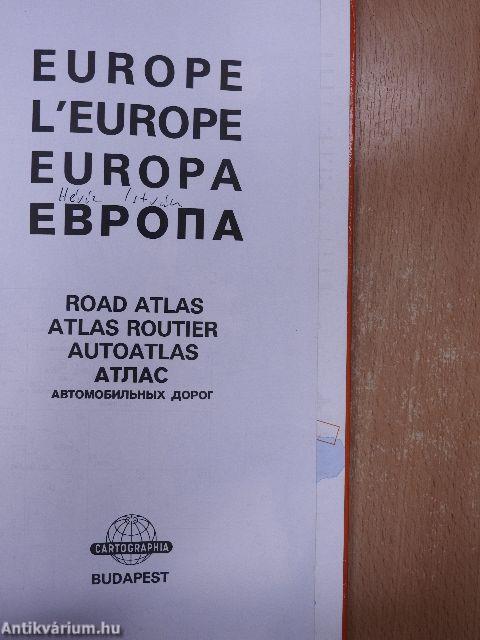 EUROPE
L'EUROPE
EUROPA
István
ЕВРОПА
ROAD ATLAS
ATLAS ROUTIER
AUTOATLAS
АТЛАС
АВТОМОБИЛЬНЫХ ДОРОГ
CARTOGRAPHIA
BUDAPEST
Antikvárium.hu